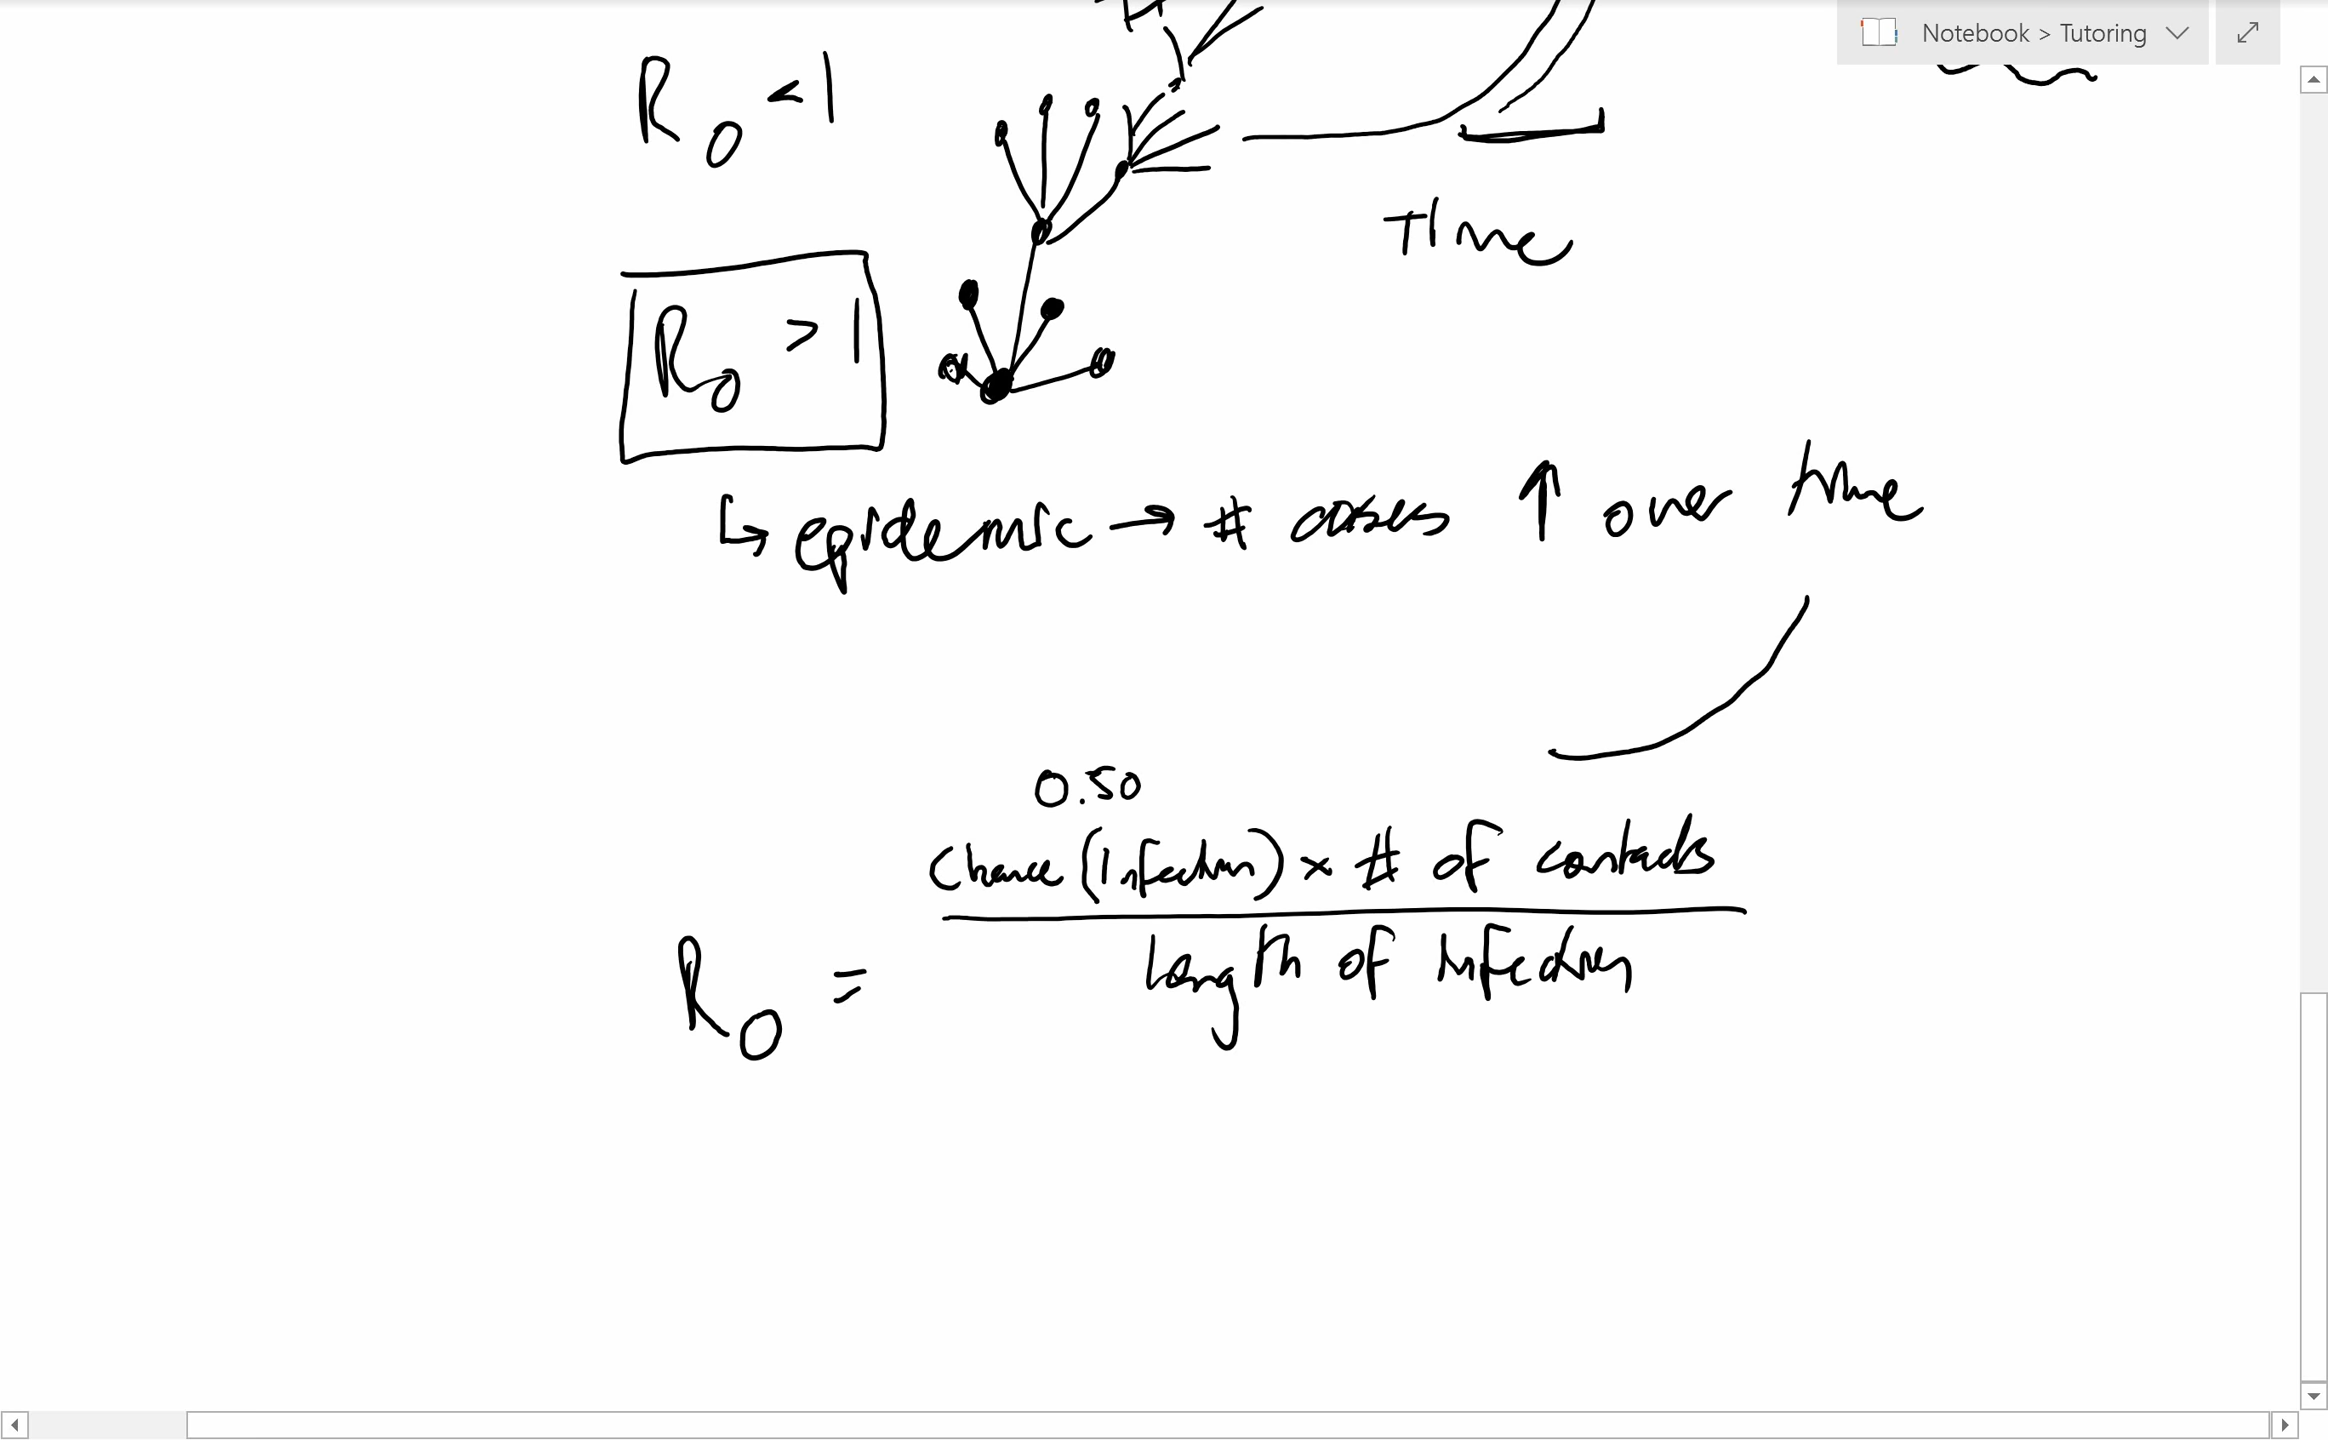 Notebook > Tutoring
R0 < 1
Time
R0 > 1
↳ epidemic → # cases ↑ over time
0.50
Chance (Infection) × # of contacts
R0 =
length of infection